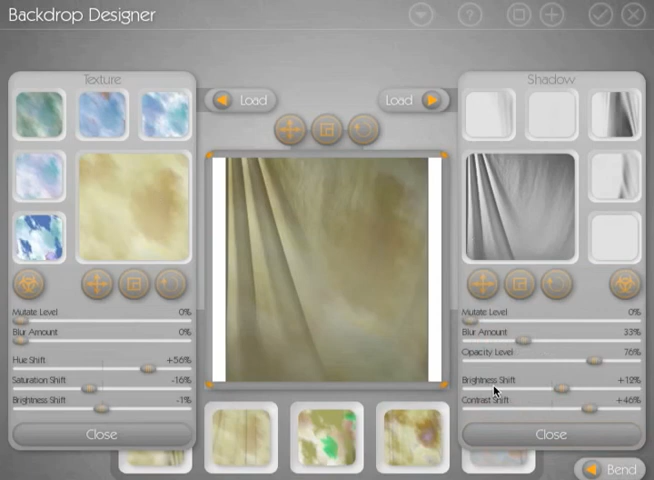 Backdrop Designer
?
Texture
Load
Load
Shadow
Mutate Level 0%
Blur Amount 0%
Hue Shift +56%
Saturation Shift -16%
Brightness Shift -1%
Close
Mutate Level 0%
Blur Amount 33%
Opacity Level 76%
Brightness Shift +12%
Contrast Shift +46%
Close
Bend